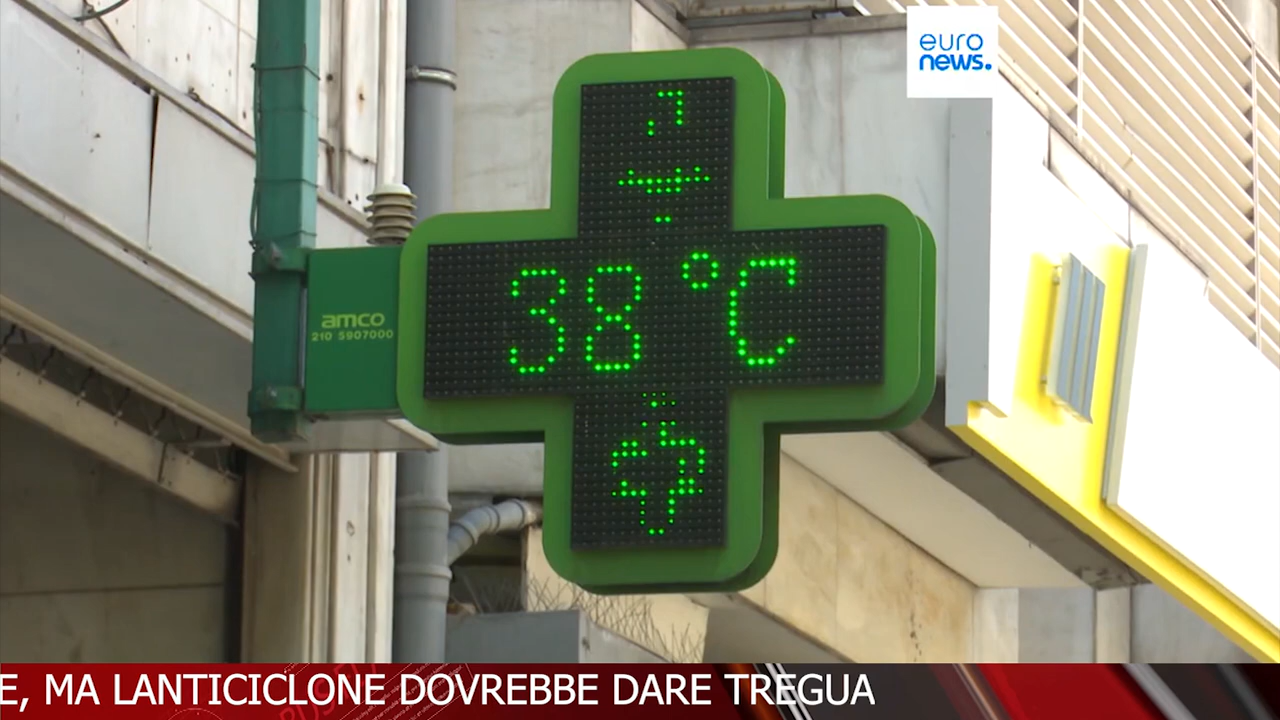 euro
news.
38 °C
amco
210 5907000
E, MA LANTICICLONE DOVREBBE DARE TREGUA